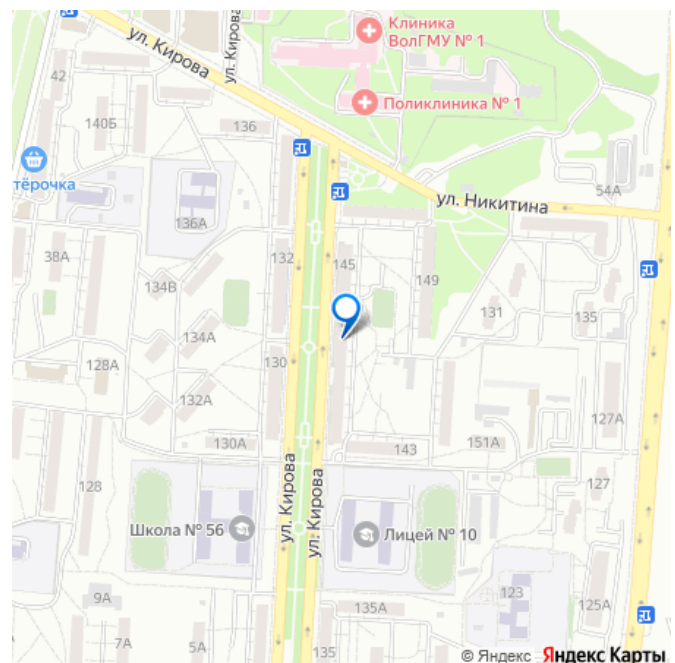 Клиника
ВолГМУ № 1
ул. Кирова
ул. Кирова
42
Поликлиника № 1
140Б
136
тёрочка
54А
ул. Никитина
136А
38А
132
145
149
134В
131
135
134А
130
128А
132А
127А
130А
143
151А
128
127
ул. Кирова
ул. Кирова
Школа № 56
Лицей № 10
123
9А
135А
125А
7А
5А
135
© Яндекс Яндекс Карты